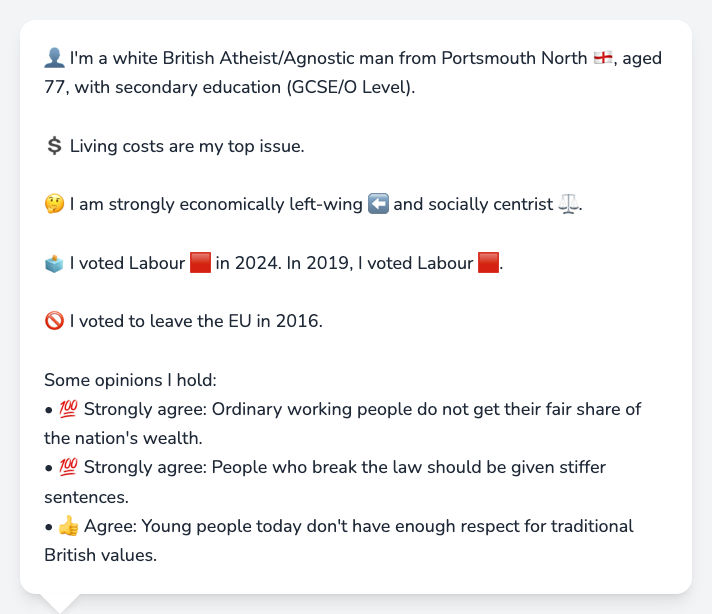 👤 I'm a white British Atheist/Agnostic man from Portsmouth North 🏴󠁧󠁢󠁥󠁮󠁧󠁿, aged
77, with secondary education (GCSE/O Level).
💲 Living costs are my top issue.
🤔 I am strongly economically left-wing ⬅️ and socially centrist ⚖️.
🗳️ I voted Labour 🟥 in 2024. In 2019, I voted Labour 🟥.
🚫 I voted to leave the EU in 2016.
Some opinions I hold:
• 💯 Strongly agree: Ordinary working people do not get their fair share of
the nation's wealth.
• 💯 Strongly agree: People who break the law should be given stiffer
sentences.
• 👍 Agree: Young people today don't have enough respect for traditional
British values.